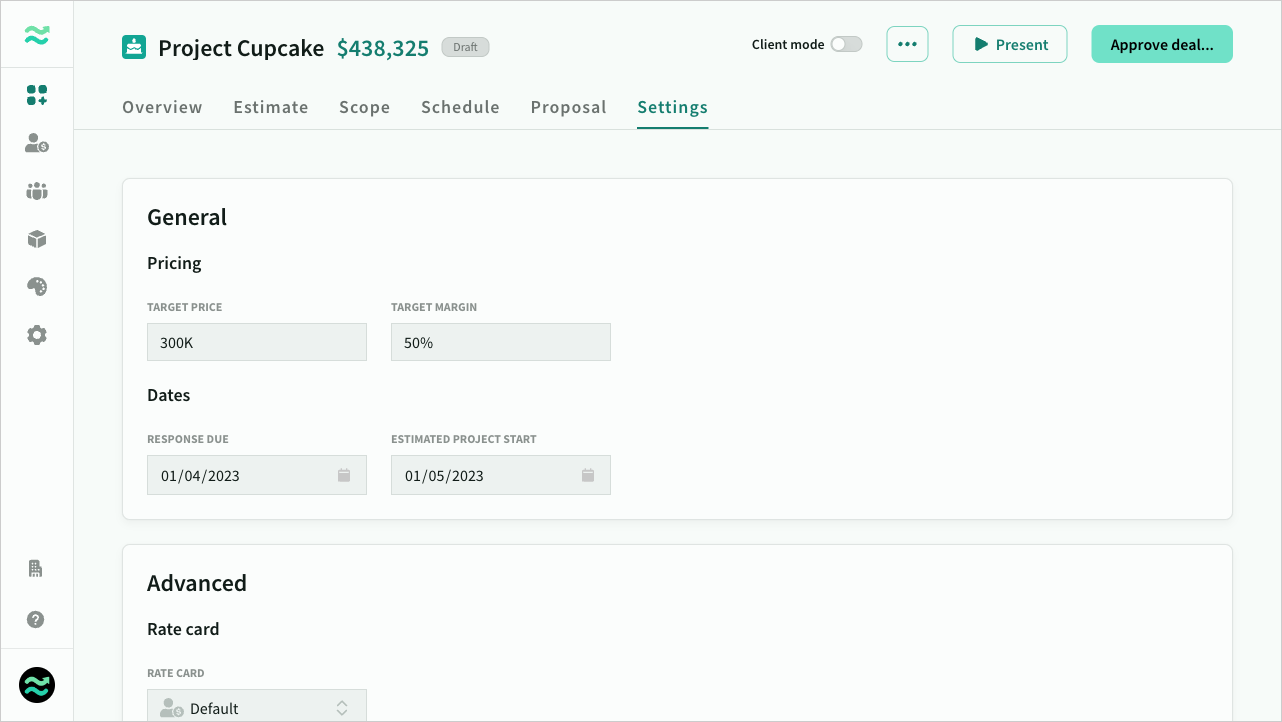 Project Cupcake $438,325 Draft
Client mode
•••
Present
Approve deal...
Overview Estimate Scope Schedule Proposal Settings
General
Pricing
TARGET PRICE TARGET MARGIN
300K 50%
Dates
RESPONSE DUE ESTIMATED PROJECT START
01/04/2023 01/05/2023
Advanced
Rate card
RATE CARD
$ Default
$
?